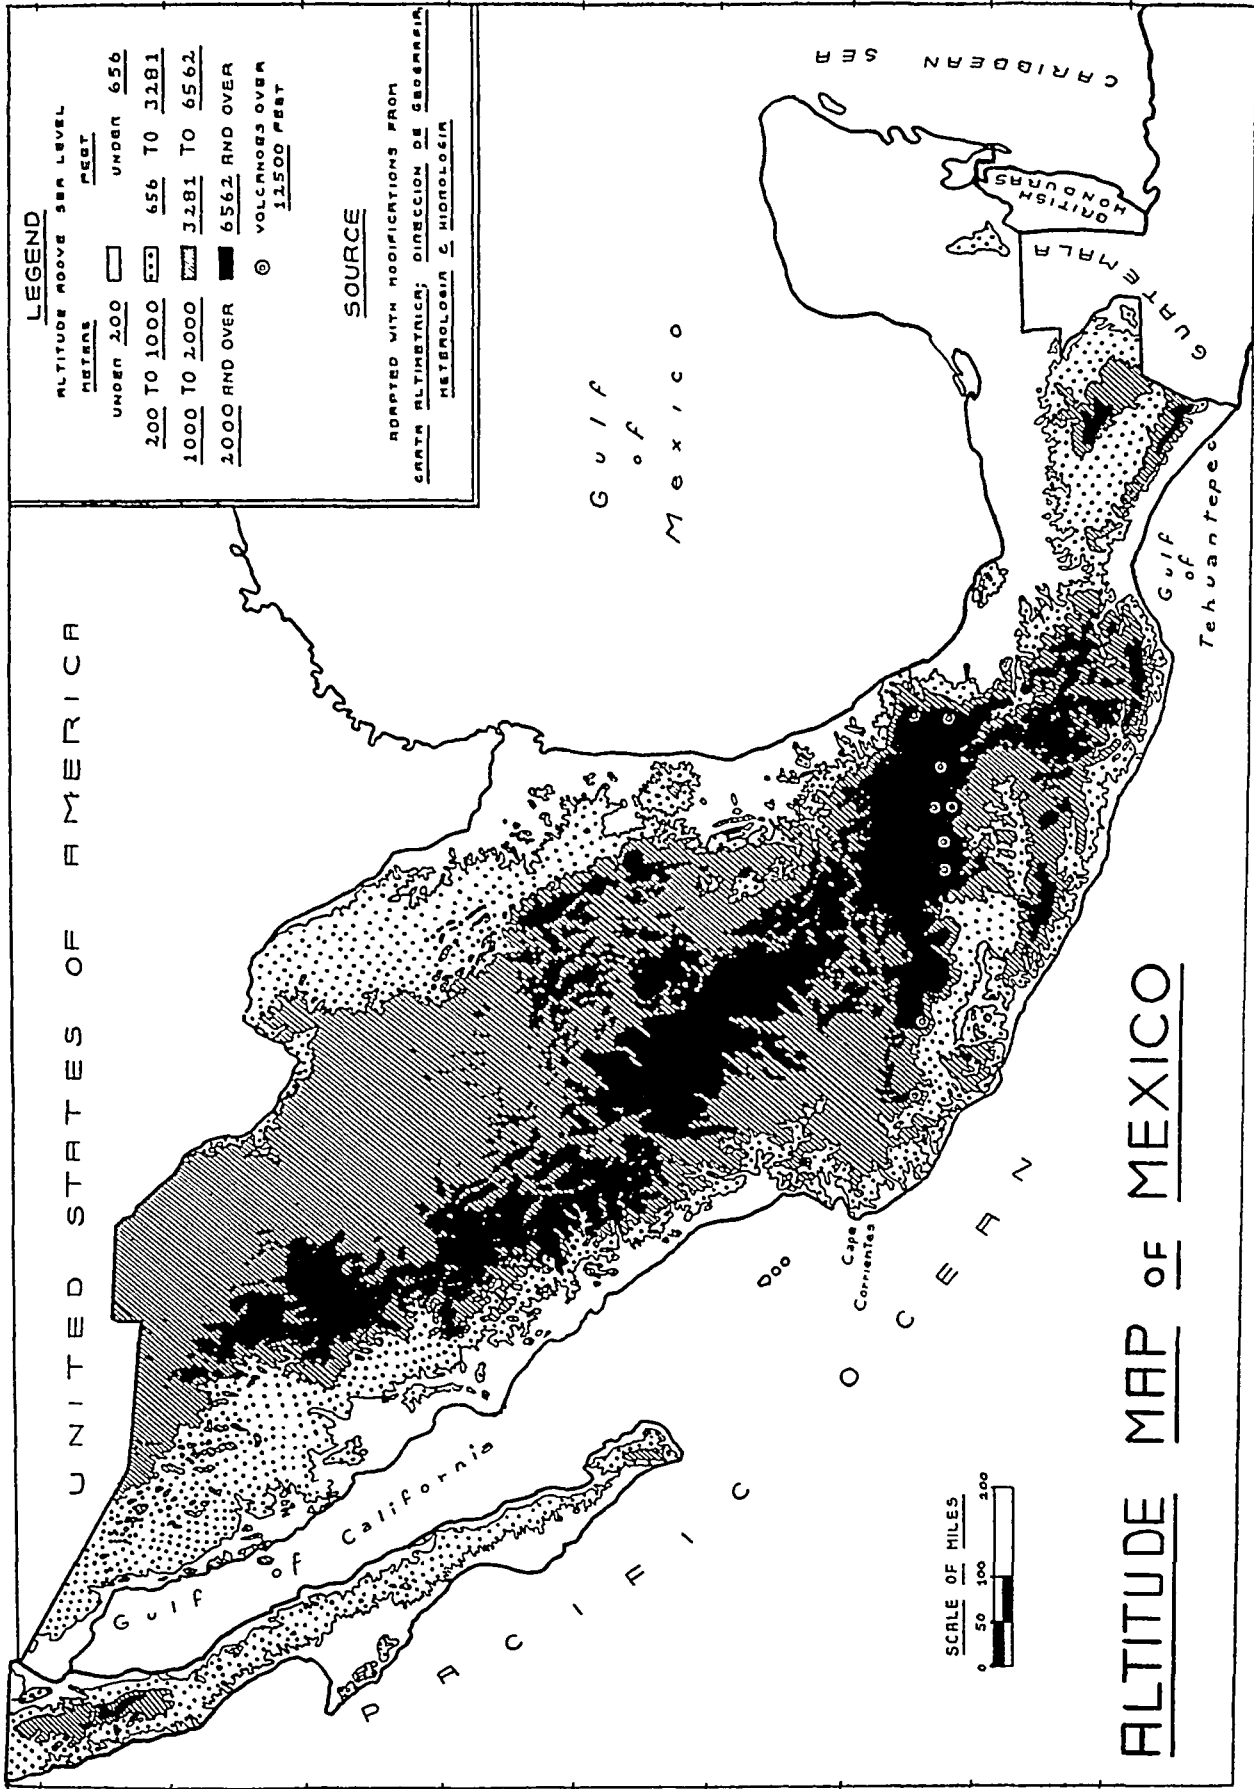 LEGEND
ALTITUDE ABOVE SEA LEVEL
METERS FEET
UNDER 200 UNDER 656
200 TO 1000 656 TO 3281
1000 TO 2000 3281 TO 6562
2000 AND OVER 6562 AND OVER
VOLCANOES OVER
12500 FEET
SOURCE
ADAPTED WITH MODIFICATIONS FROM
CARTA ALTIMETRICA; DIRECCION DE GEOGRAFIA,
METEROLOGIA E HIDROLOGIA
UNITED STATES OF AMERICA
Gulf
of
Mexico
CARIBBEAN SEA
BRITISH
HONDURAS
GUATEMALA
Gulf
of
Tehuantepec
Gulf of California
Cape
Corrientes
PACIFIC OCEAN
SCALE OF MILES
0 50 100 200
ALTITUDE MAP OF MEXICO